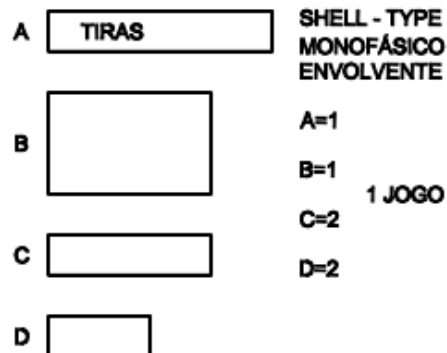 A TIRAS
SHELL - TYPE
MONOFÁSICO
ENVOLVENTE
B
C
D
A=1
B=1
1 JOGO
C=2
D=2